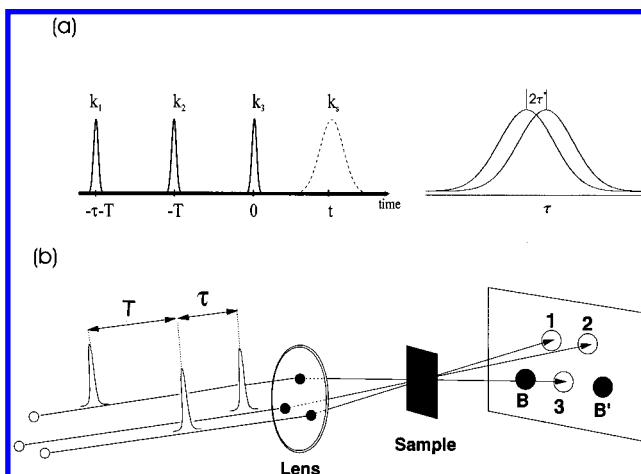 (a)
k1 k2 k3 ks
2τ*
-τ-T -T 0 t time
τ
(b)
T τ
1 2
B 3 B'
Sample
Lens